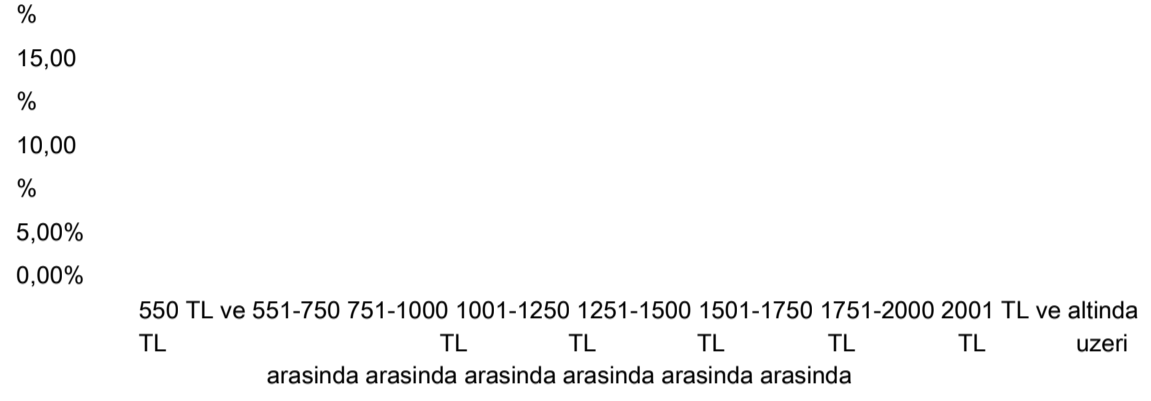 %
15,00
%
10,00
%
5,00%
0,00%
550 TL ve 551-750 751-1000 1001-1250 1251-1500 1501-1750 1751-2000 2001 TL ve altinda
TL TL TL TL TL TL uzeri
arasinda arasinda arasinda arasinda arasinda arasinda